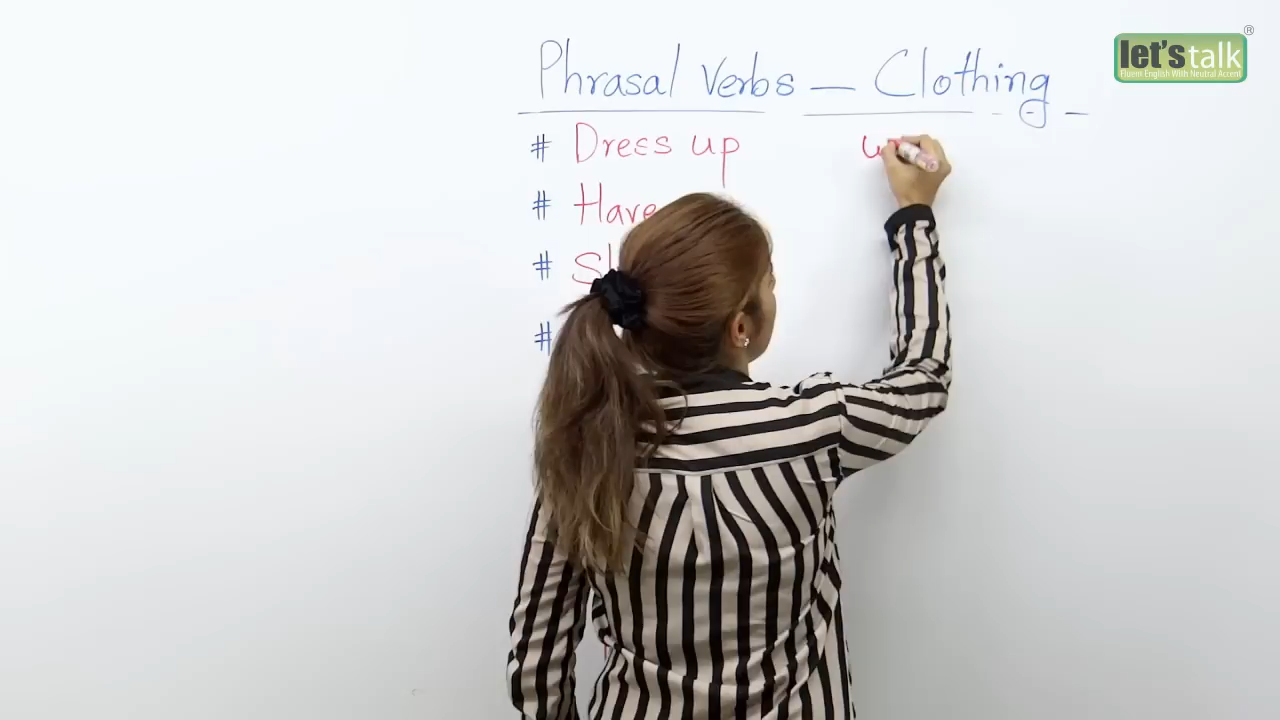 Phrasal Verbs — Clothing
# Dress up
# Have
#
#
let's talk ®
Fluent English With Neutral Accent